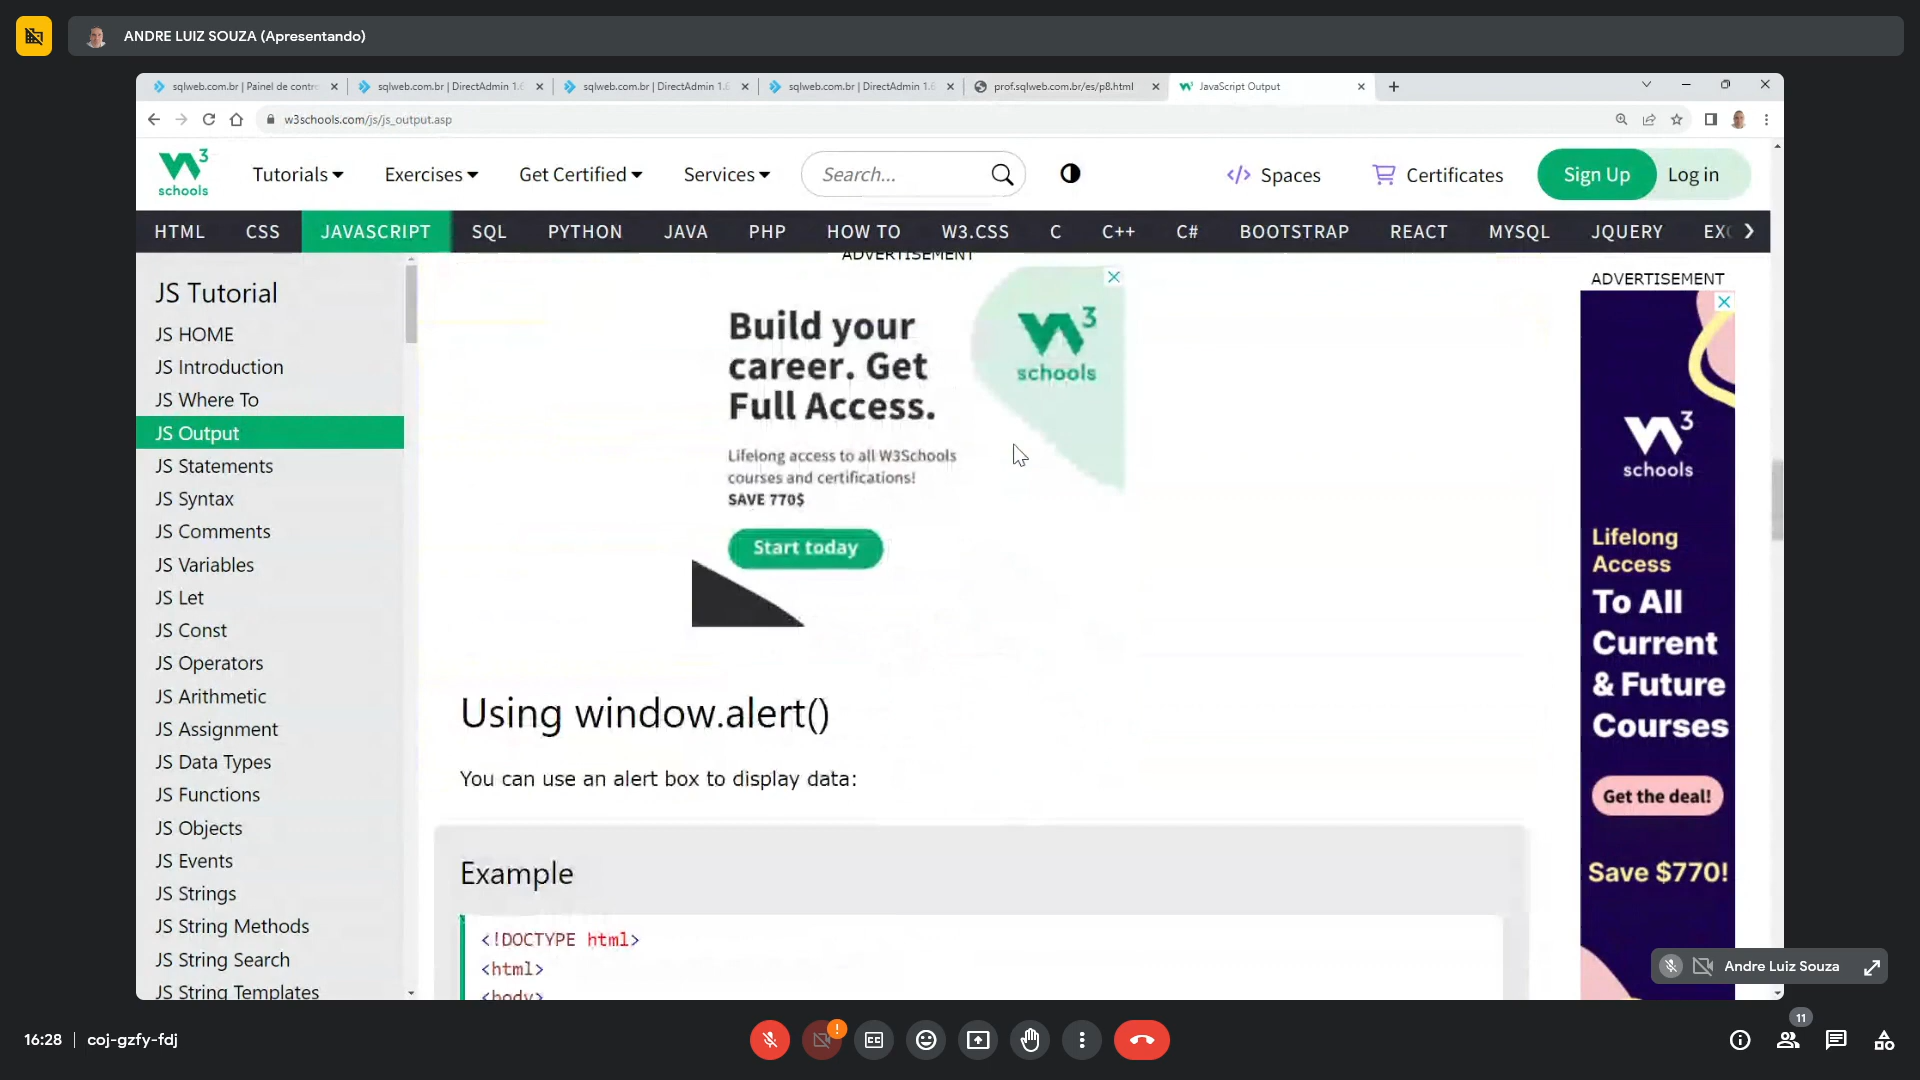 ANDRE LUIZ SOUZA (Apresentando)
sqlweb.com.br | Painel de contro
sqlweb.com.br | DirectAdmin 1.6
sqlweb.com.br | DirectAdmin 1.6
sqlweb.com.br | DirectAdmin 1.6
prof.sqlweb.com.br/es/p8.html
JavaScript Output
w3schools.com/js/js_output.asp
W3 schools
Tutorials
Exercises
Get Certified
Services
Search...
Spaces
Certificates
Sign Up
Log in
HTML
CSS
JAVASCRIPT
SQL
PYTHON
JAVA
PHP
HOW TO
W3.CSS
C
C++
C#
BOOTSTRAP
REACT
MYSQL
JQUERY
EXC
JS Tutorial
JS HOME
JS Introduction
JS Where To
JS Output
JS Statements
JS Syntax
JS Comments
JS Variables
JS Let
JS Const
JS Operators
JS Arithmetic
JS Assignment
JS Data Types
JS Functions
JS Objects
JS Events
JS Strings
JS String Methods
JS String Search
JS String Templates
ADVERTISEMENT
Build your
career. Get
Full Access.
W3
schools
Lifelong access to all W3Schools
courses and certifications!
SAVE 770$
Start today
Using window.alert()
You can use an alert box to display data:
Example
<!DOCTYPE html>
<html>
<body>
ADVERTISEMENT
W3
schools
Lifelong
Access
To All
Current
& Future
Courses
Get the deal!
Save $770!
Andre Luiz Souza
16:28
coj-gzfy-fdj
11